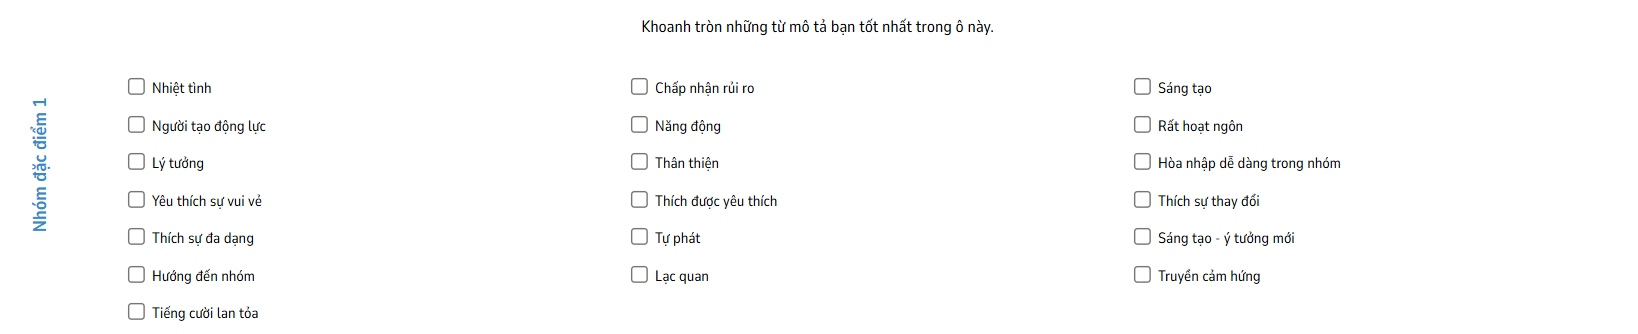 Khoanh tròn những từ mô tả bạn tốt nhất trong ô này.
Nhóm đặc điểm 1
Nhiệt tình
Người tạo động lực
Lý tưởng
Yêu thích sự vui vẻ
Thích sự đa dạng
Hướng đến nhóm
Tiếng cười lan tỏa
Chấp nhận rủi ro
Năng động
Thân thiện
Thích được yêu thích
Tự phát
Lạc quan
Sáng tạo
Rất hoạt ngôn
Hòa nhập dễ dàng trong nhóm
Thích sự thay đổi
Sáng tạo - ý tưởng mới
Truyền cảm hứng